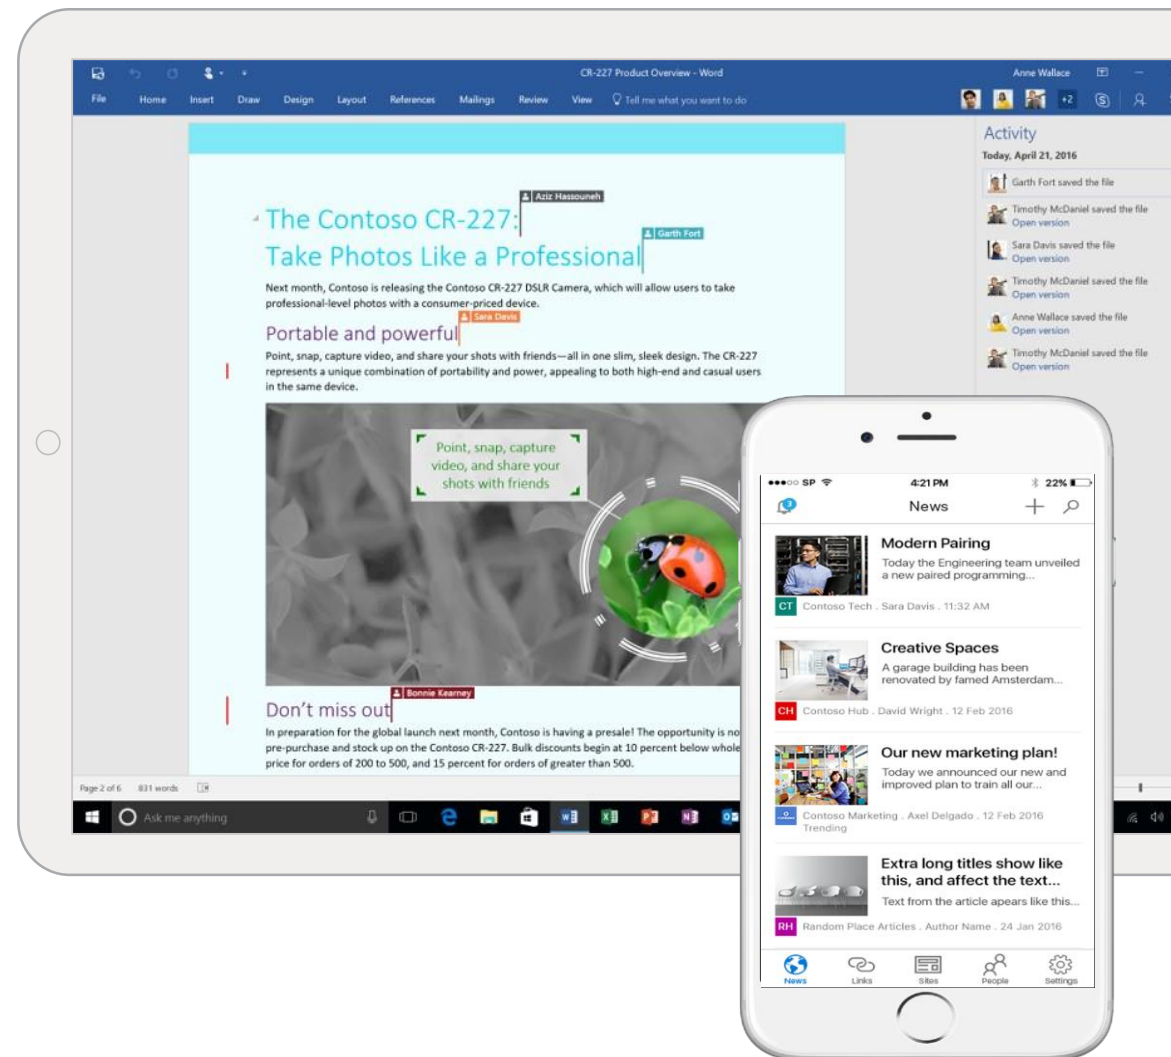 CR-227 Product Overview - Word
Anne Wallace
File Home Insert Draw Design Layout References Mailings Review View Tell me what you want to do
+2
Aziz Hassouneh
The Contoso CR-227:
Garth Fort
Take Photos Like a Professional
Next month, Contoso is releasing the Contoso CR-227 DSLR Camera, which will allow users to take
professional-level photos with a consumer-priced device.
Sara Davis
Portable and powerful
Point, snap, capture video, and share your shots with friends—all in one slim, sleek design. The CR-227
represents a unique combination of portability and power, appealing to both high-end and casual users
in the same device.
Point, snap, capture
video, and share your
shots with friends
Bonnie Kearney
Don't miss out
In preparation for the global launch next month, Contoso is having a presale! The opportunity is no
pre-purchase and stock up on the Contoso CR-227. Bulk discounts begin at 10 percent below whole
price for orders of 200 to 500, and 15 percent for orders of greater than 500.
Page 2 of 6 831 words
Ask me anything
Activity
Today, April 21, 2016
Garth Fort saved the file
Timothy McDaniel saved the file
Open version
Sara Davis saved the file
Open version
Timothy McDaniel saved the file
Open version
Anne Wallace saved the file
Open version
Timothy McDaniel saved the file
Open version
SP 4:21 PM 22%
3
News
Modern Pairing
Today the Engineering team unveiled
a new paired programming...
CT Contoso Tech . Sara Davis . 11:32 AM
Creative Spaces
A garage building has been
renovated by famed Amsterdam...
CH Contoso Hub . David Wright . 12 Feb 2016
Our new marketing plan!
Today we announced our new and
improved plan to train all our...
Contoso Marketing . Axel Delgado . 12 Feb 2016
Trending
Extra long titles show like
this, and affect the text...
Text from the article apears like this...
RH Random Place Articles . Author Name . 24 Jan 2016
News Links Sites People Settings